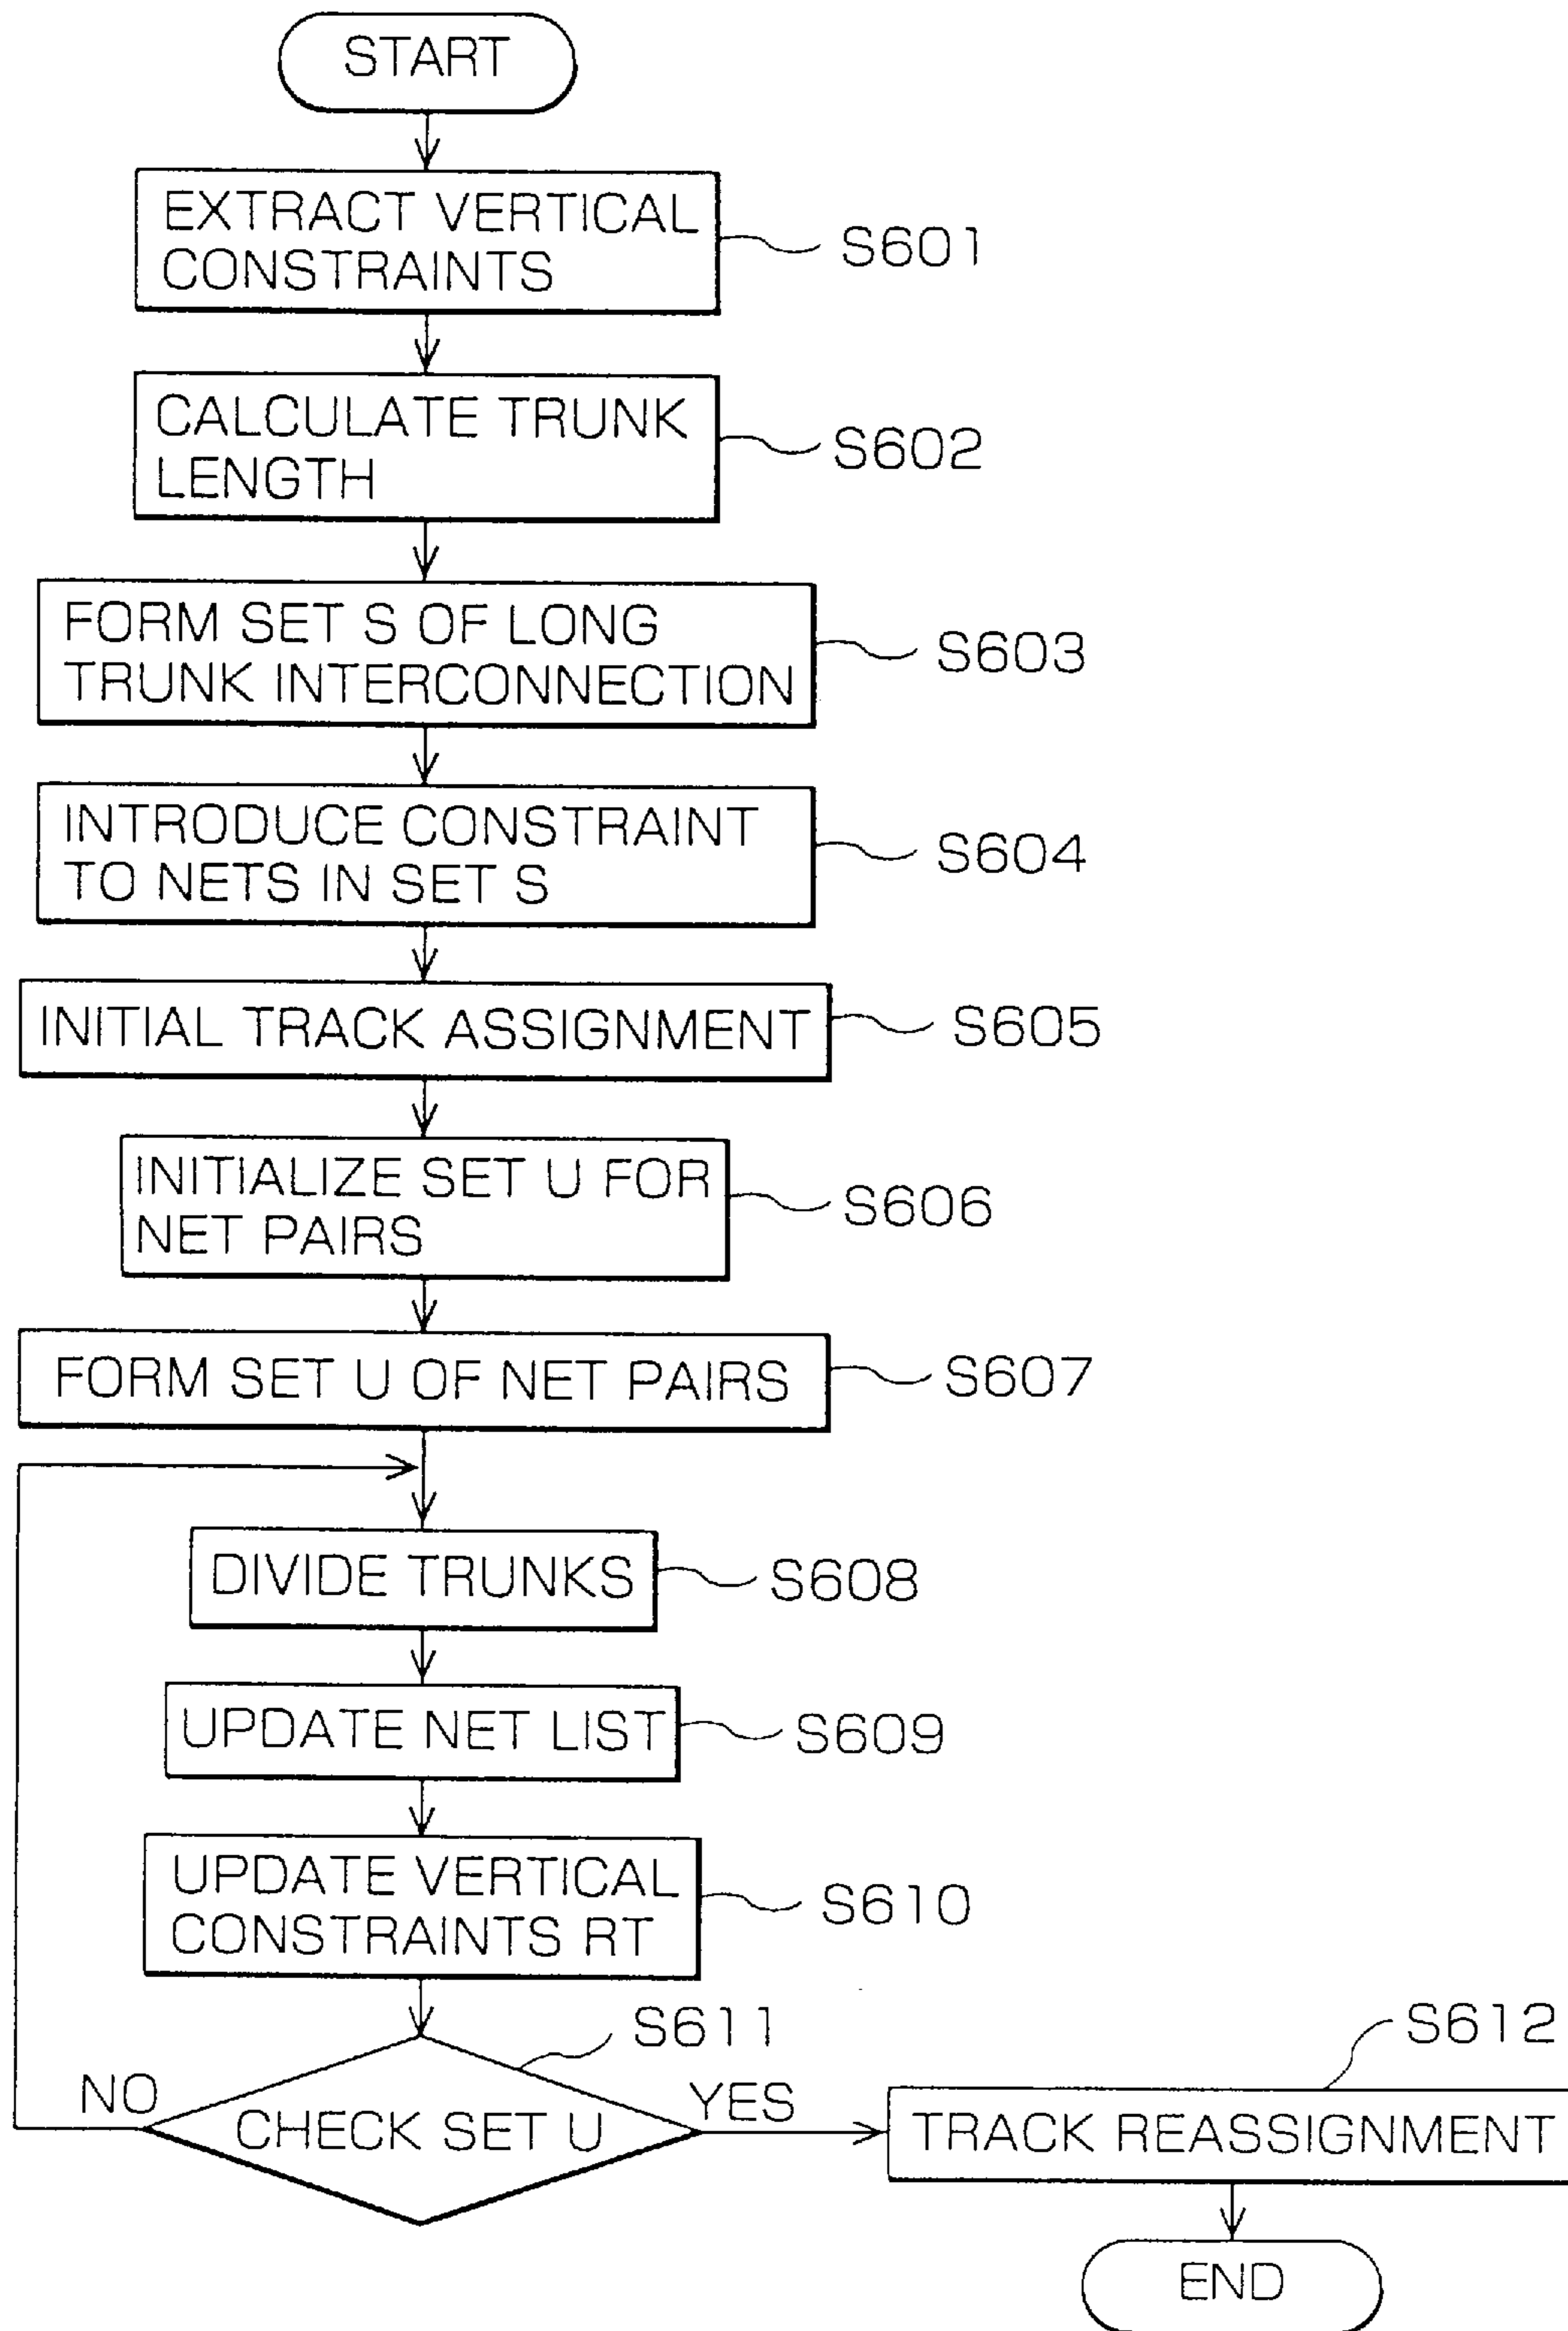 START
EXTRACT VERTICAL
CONSTRAINTS
S601
CALCULATE TRUNK
LENGTH
S602
FORM SET S OF LONG
TRUNK INTERCONNECTION
S603
INTRODUCE CONSTRAINT
TO NETS IN SET S
S604
INITIAL TRACK ASSIGNMENT
S605
INITIALIZE SET U FOR
NET PAIRS
S606
FORM SET U OF NET PAIRS
S607
DIVIDE TRUNKS
S608
UPDATE NET LIST
S609
UPDATE VERTICAL
CONSTRAINTS RT
S610
S611
CHECK SET U
NO
YES
S612
TRACK REASSIGNMENT
END